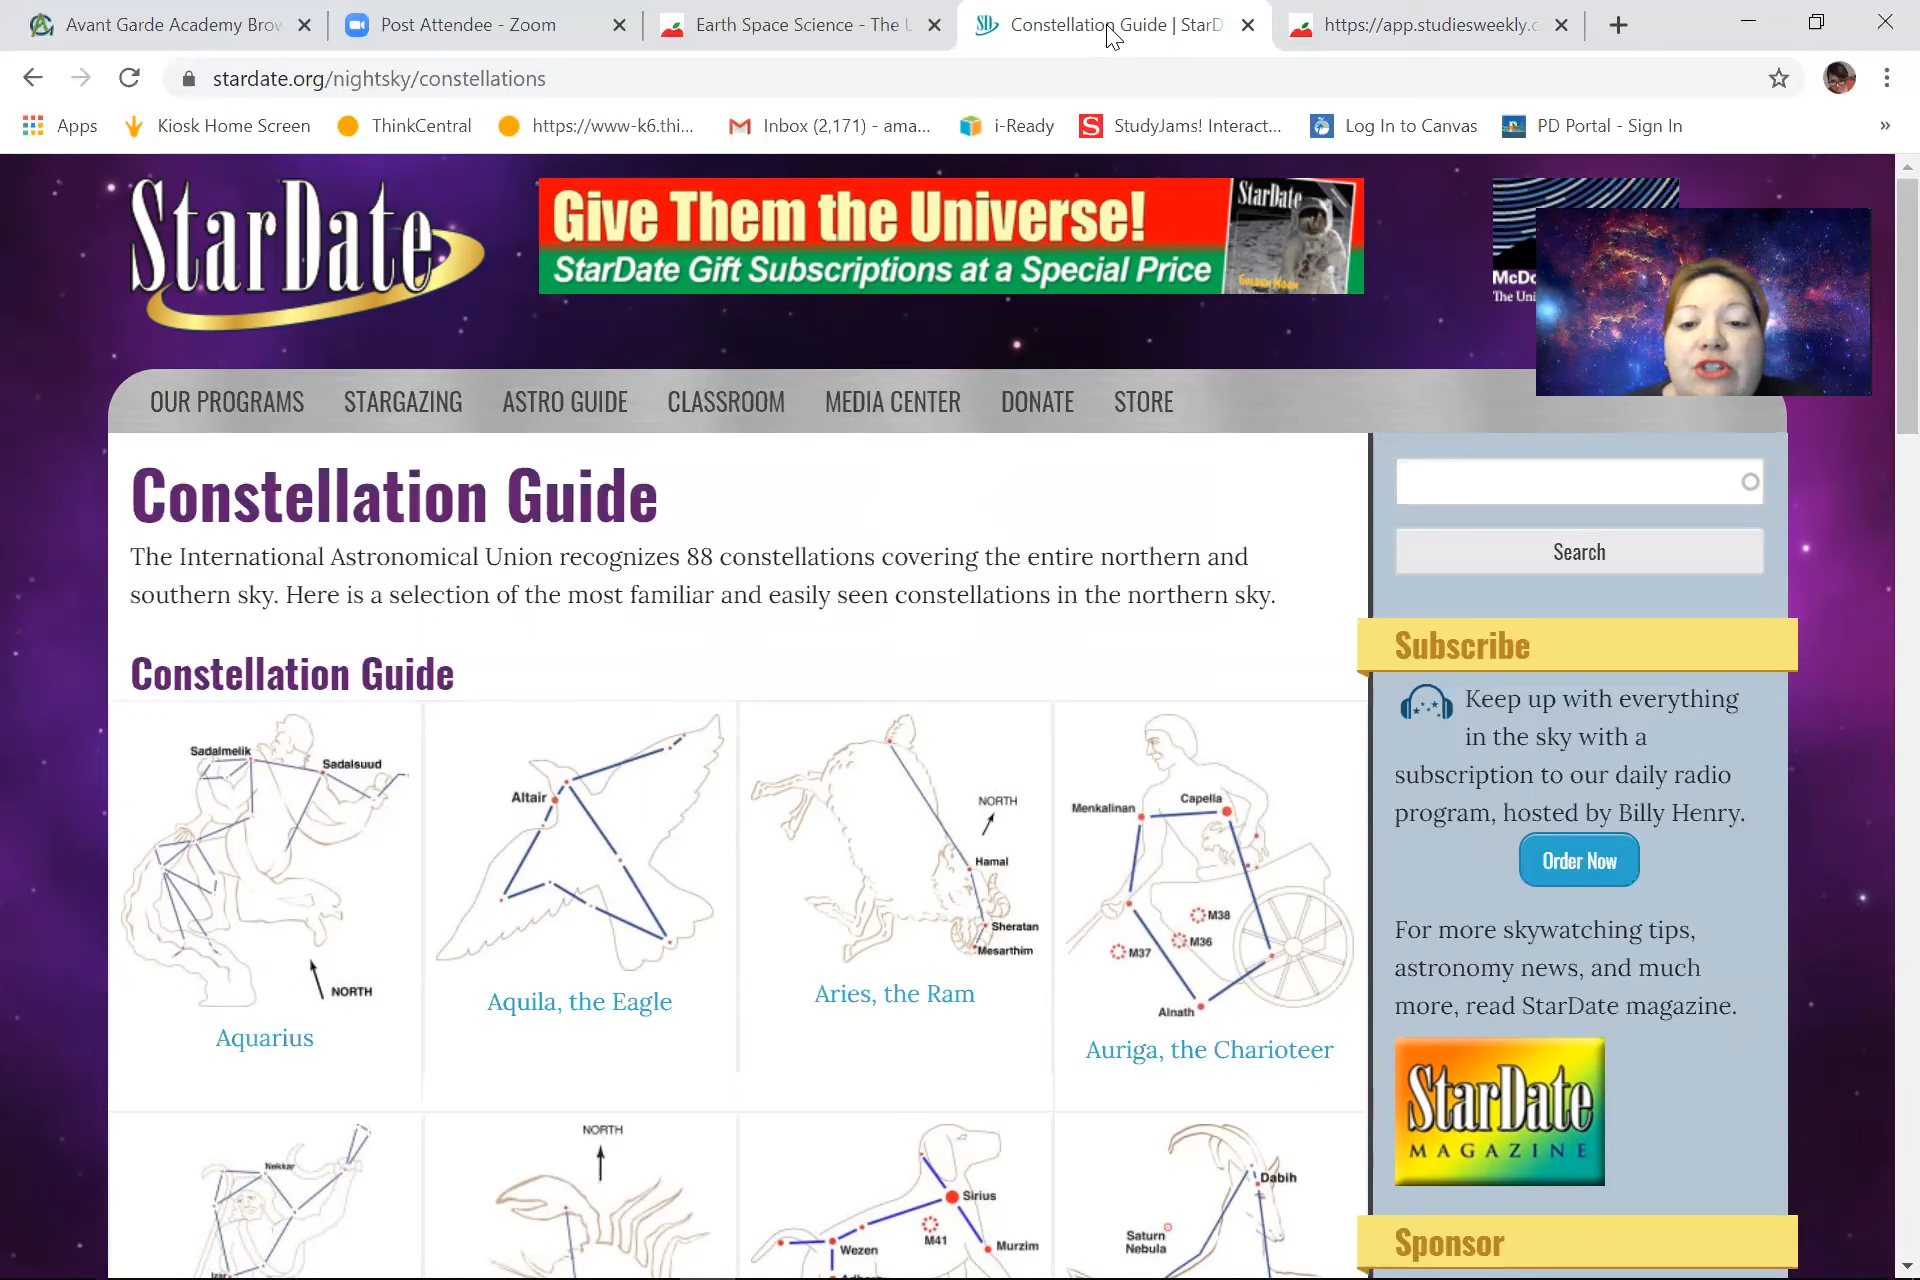 Avant Garde Academy Brow
Post Attendee - Zoom
Earth Space Science - The U
Constellation Guide | StarD
https://app.studiesweekly.c
stardate.org/nightsky/constellations
Apps
Kiosk Home Screen
ThinkCentral
https://www-k6.thi...
Inbox (2,171) - ama...
i-Ready
StudyJams! Interact...
Log In to Canvas
PD Portal - Sign In
StarDate
Give Them the Universe!
StarDate Gift Subscriptions at a Special Price
StarDate
GOLDEN MOON
McDo
The Uni
OUR PROGRAMS
STARGAZING
ASTRO GUIDE
CLASSROOM
MEDIA CENTER
DONATE
STORE
Constellation Guide
The International Astronomical Union recognizes 88 constellations covering the entire northern and
southern sky. Here is a selection of the most familiar and easily seen constellations in the northern sky.
Constellation Guide
Sadalmelik
Sadalsuud
NORTH
Aquarius
Altair
Aquila, the Eagle
NORTH
Hamal
Sheratan
Mesarthim
Aries, the Ram
Capella
Menkalinan
M38
M36
M37
Alnath
Auriga, the Charioteer
Nekkar
Izar
NORTH
Sirius
M41
Wezen
Murzim
Dabih
Saturn
Nebula
Search
Subscribe
Keep up with everything
in the sky with a
subscription to our daily radio
program, hosted by Billy Henry.
Order Now
For more skywatching tips,
astronomy news, and much
more, read StarDate magazine.
StarDate
MAGAZINE
Sponsor